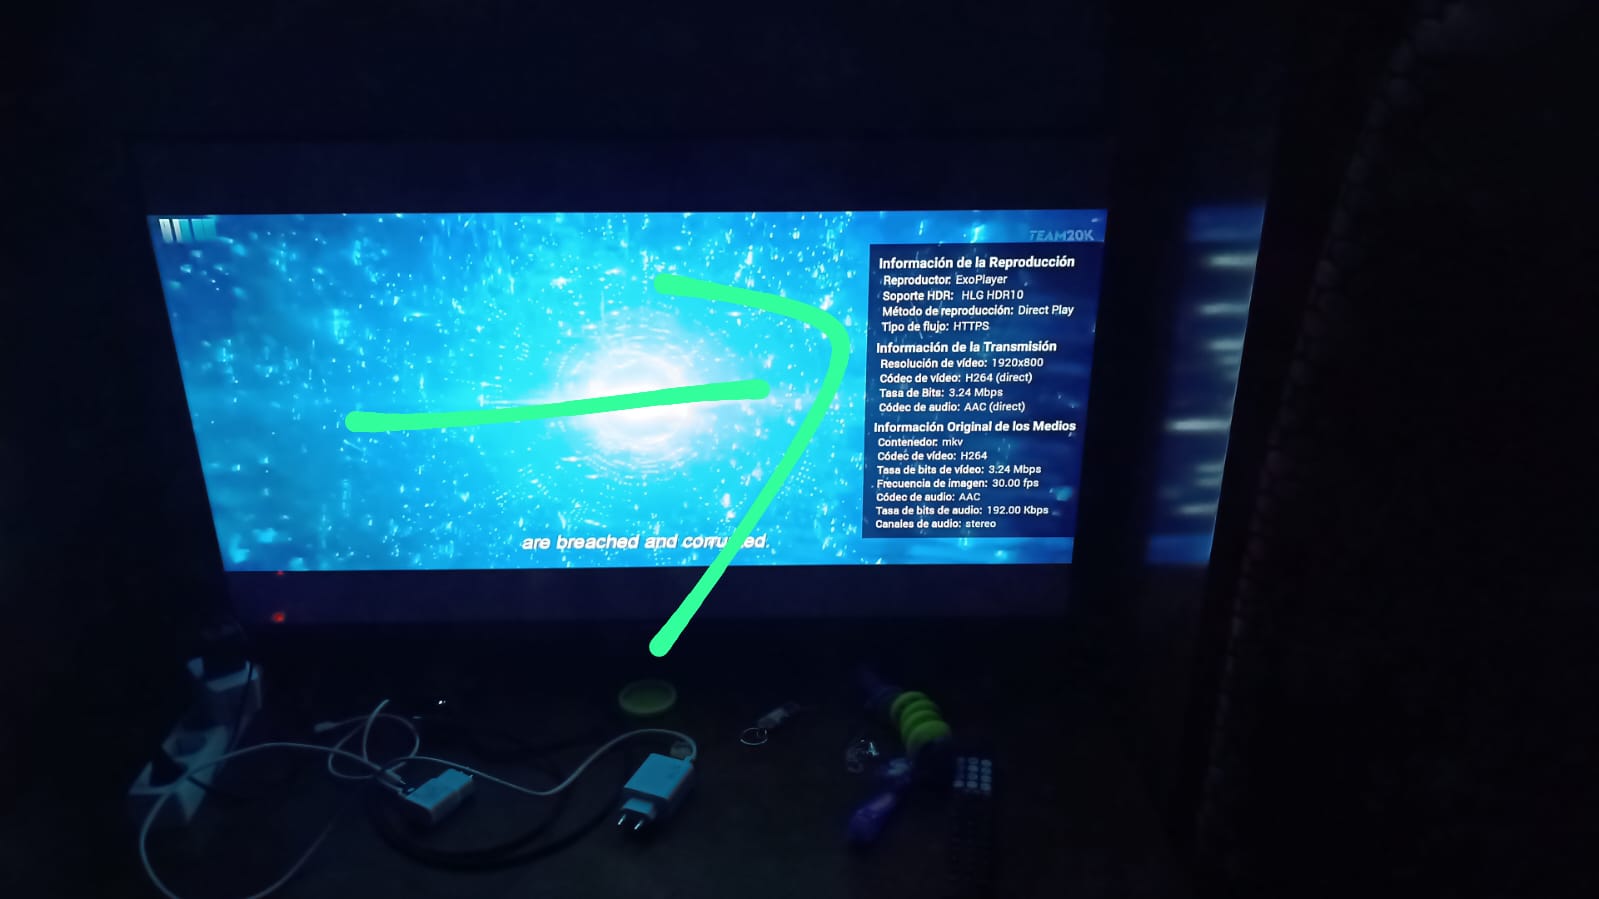 TEAM20K
Información de la Reproducción
Reproductor: ExoPlayer
Soporte HDR: HLG HDR10
Método de reproducción: Direct Play
Tipo de flujo: HTTPS
Información de la Transmisión
Resolución de vídeo: 1920x800
Códec de vídeo: H264 (direct)
Tasa de Bits: 3.24 Mbps
Códec de audio: AAC (direct)
Información Original de los Medios
Contenedor: mkv
Códec de vídeo: H264
Tasa de bits de vídeo: 3.24 Mbps
Frecuencia de imagen: 30.00 fps
Códec de audio: AAC
Tasa de bits de audio: 192.00 Kbps
Canales de audio: stereo
are breached and corrupted.